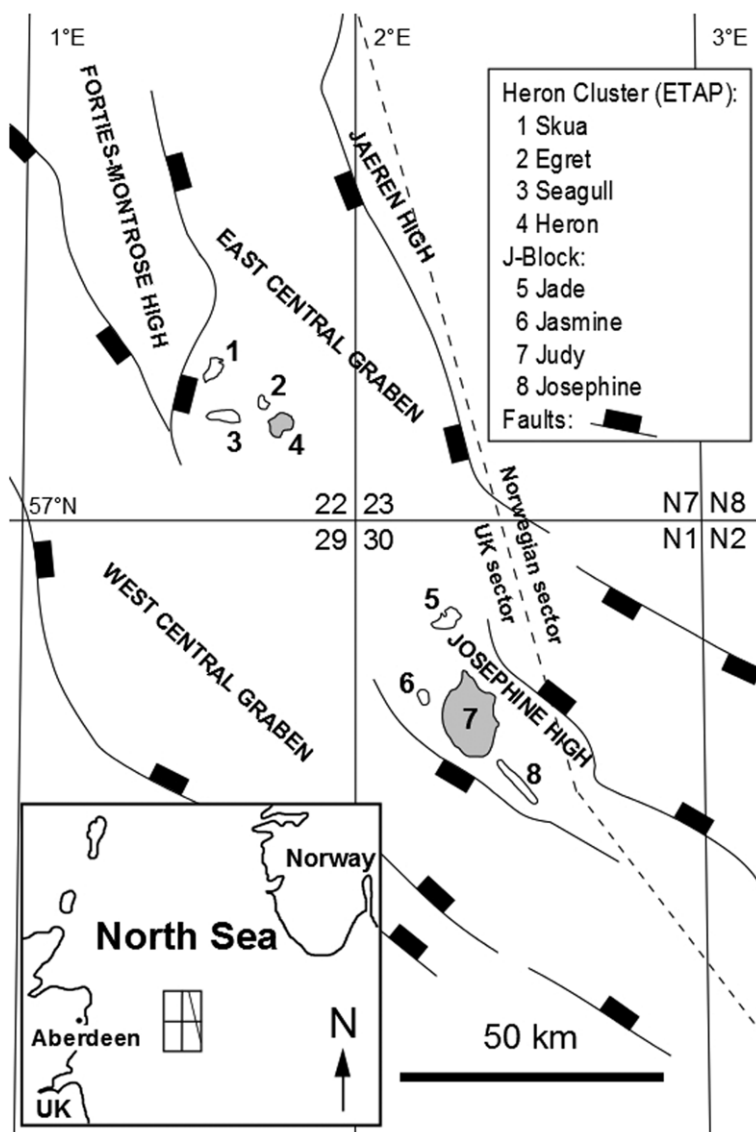 1°E
2°E
3°E
FORTIES-MONTROSE HIGH
JAEREN HIGH
EAST CENTRAL GRABEN
Heron Cluster (ETAP):
1 Skua
2 Egret
3 Seagull
4 Heron
J-Block:
5 Jade
6 Jasmine
7 Judy
8 Josephine
Faults:
1
2
3
4
57°N
22 23
N7 N8
29 30
N1 N2
Norwegian sector
UK sector
WEST CENTRAL GRABEN
5
JOSEPHINE HIGH
6
7
8
Norway
North Sea
Aberdeen
UK
N
50 km